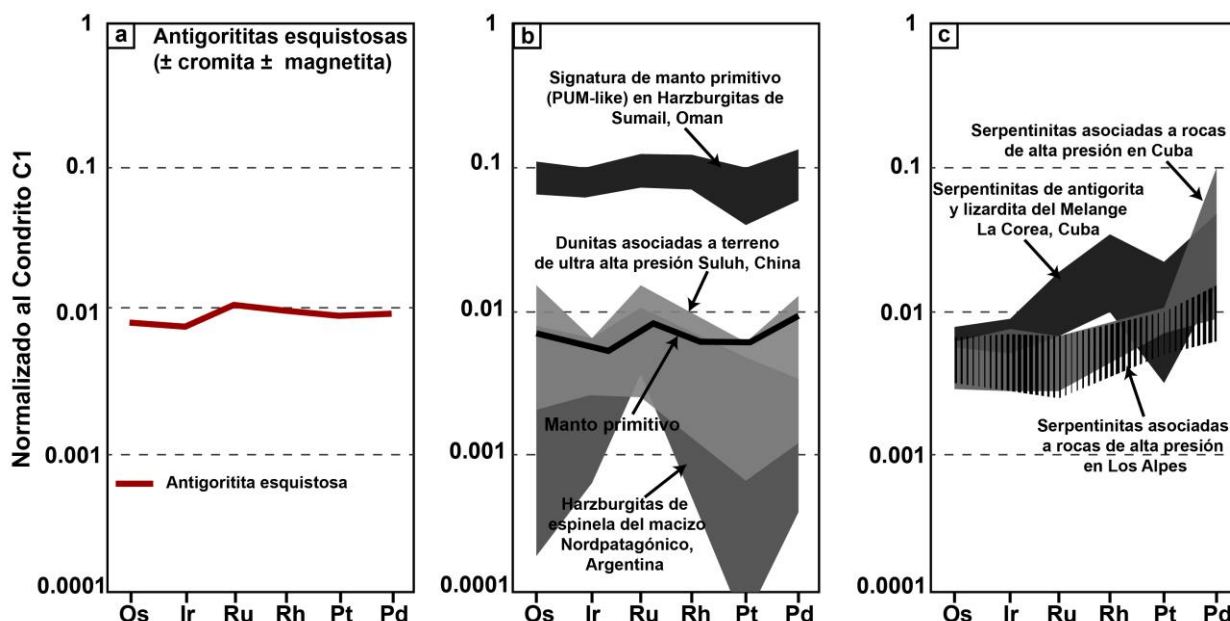 Normalizado al Condrito C1
1
0.1
0.01
0.001
0.0001
a
Antigorititas esquistosas
(± cromita ± magnetita)
Antigoritita esquistosa
Os Ir Ru Rh Pt Pd
1
0.1
0.01
0.001
0.0001
b
Signatura de manto primitivo
(PUM-like) en Harzburgitas de
Sumail, Oman
Dunitas asociadas a terreno
de ultra alta presión Suluh, China
Manto primitivo
Harzburgitas de
espinela del macizo
Nordpatagónico,
Argentina
Os Ir Ru Rh Pt Pd
1
0.1
0.01
0.001
0.0001
c
Serpentinitas asociadas a rocas
de alta presión en Cuba
Serpentinitas de antigorita
y lizardita del Melange
La Corea, Cuba
Serpentinitas asociadas
a rocas de alta presión
en Los Alpes
Os Ir Ru Rh Pt Pd